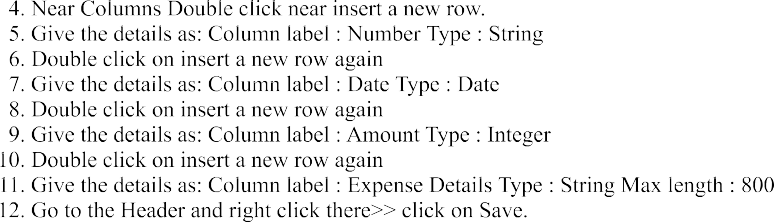 4. Near Columns Double click near insert a new row.
5. Give the details as: Column label : Number Type : String
6. Double click on insert a new row again
7. Give the details as: Column label : Date Type : Date
8. Double click on insert a new row again
9. Give the details as: Column label : Amount Type : Integer
10. Double click on insert a new row again
11. Give the details as: Column label : Expense Details Type : String Max length : 800
12. Go to the Header and right click there>> click on Save.